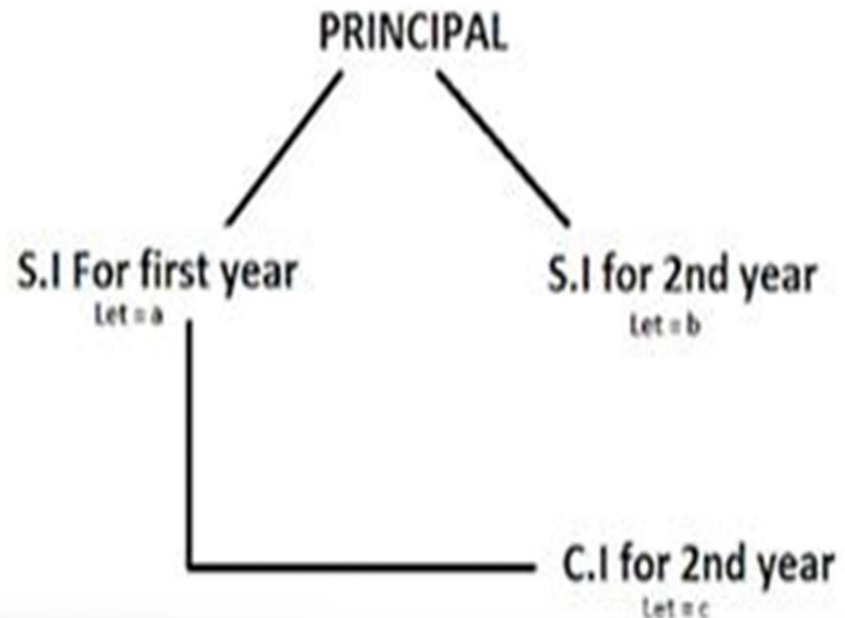 PRINCIPAL
S.I For first year
Let = a
S.I for 2nd year
Let = b
C.I for 2nd year
Let = c